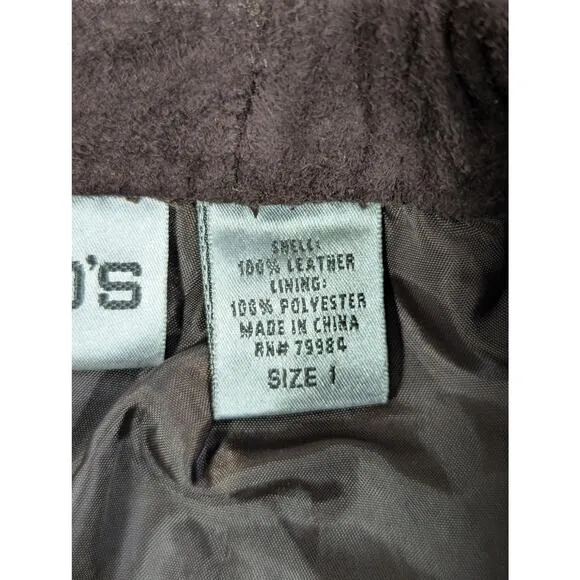 O'S
SHELL:
100% LEATHER
LINING:
100% POLYESTER
MADE IN CHINA
RN# 79984
SIZE 1